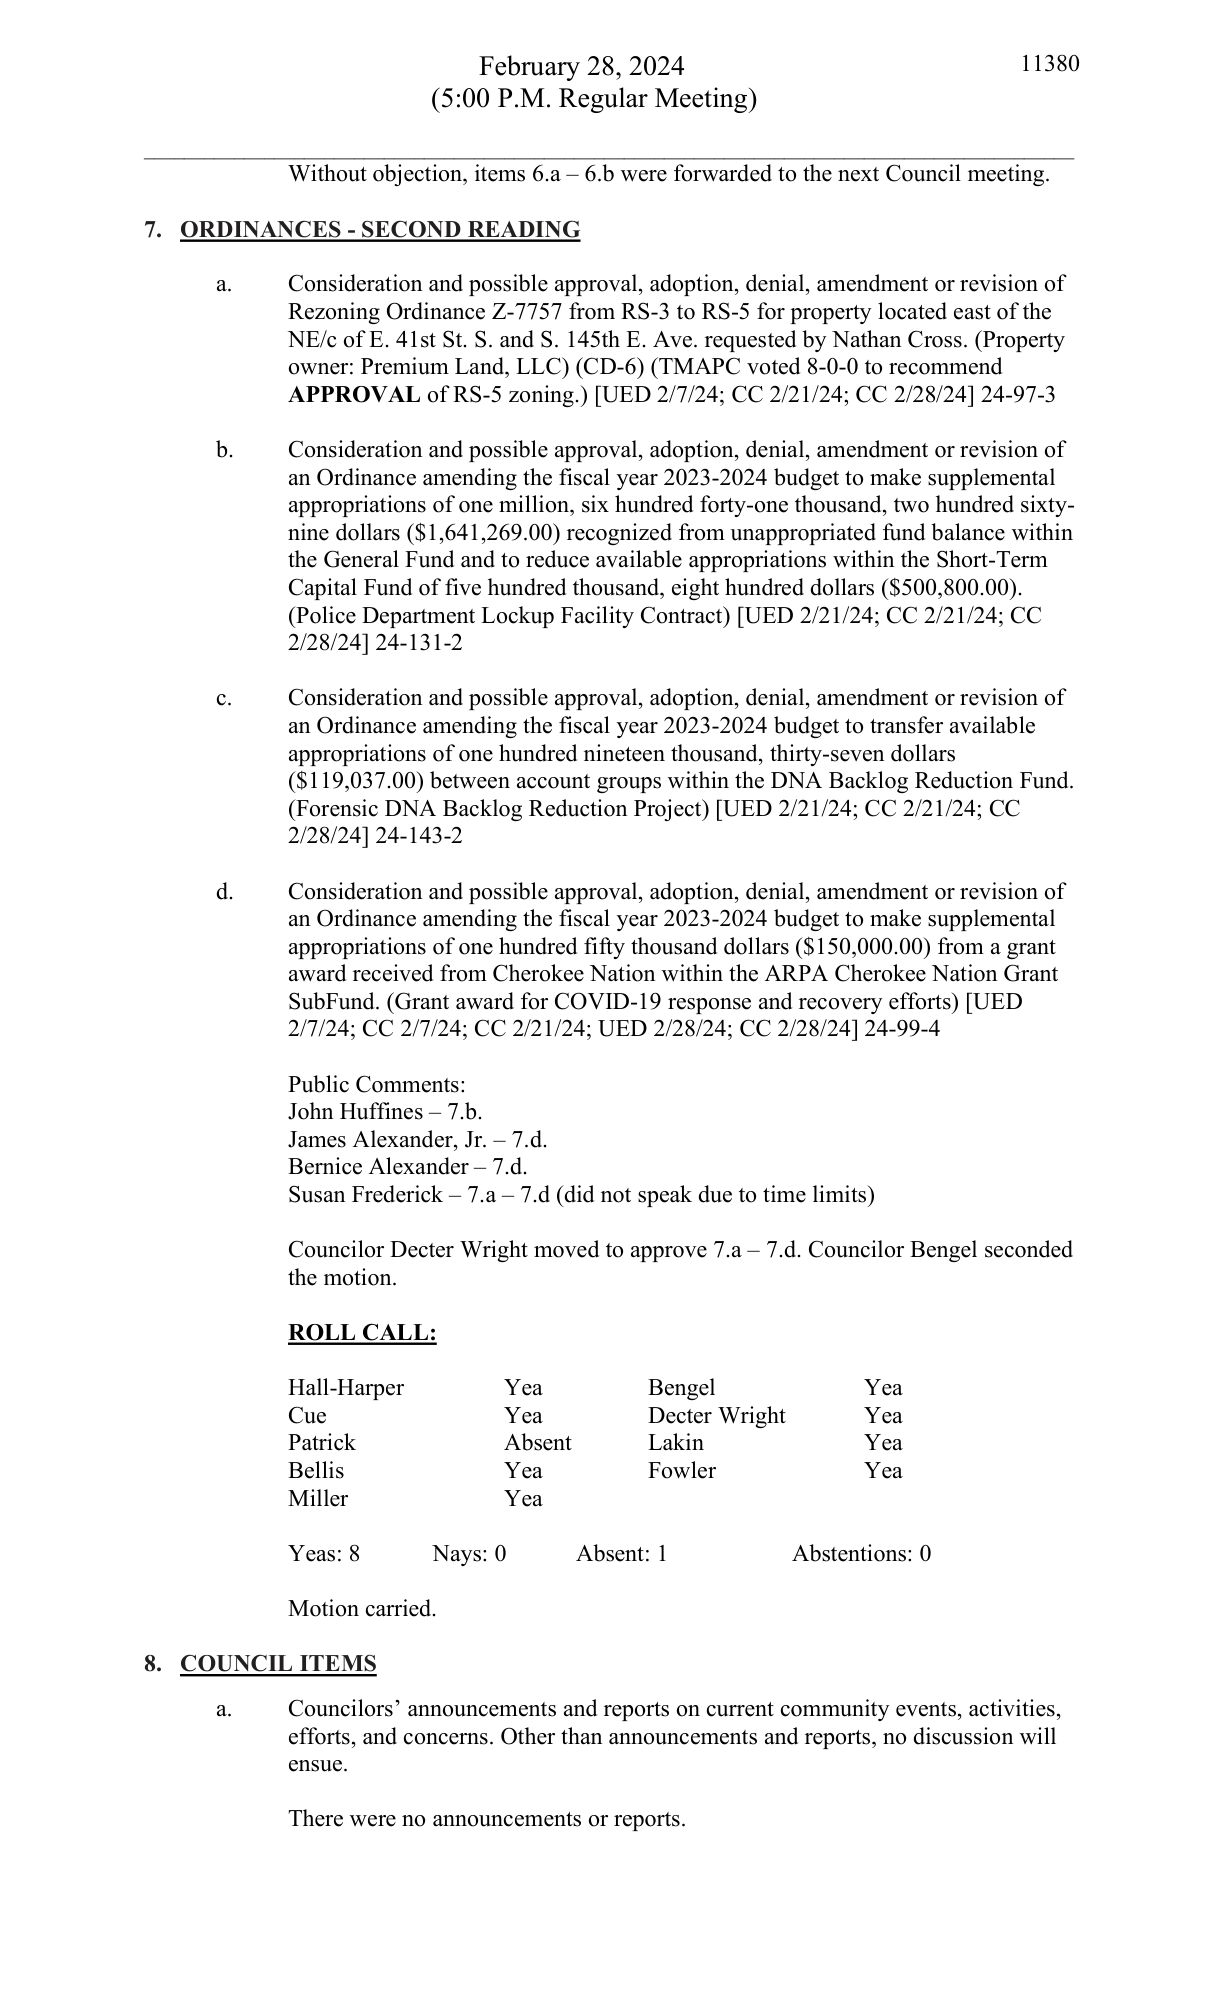 February 28, 2024
11380
(5:00 P.M. Regular Meeting)
Without objection, items 6.a – 6.b were forwarded to the next Council meeting.
7. ORDINANCES - SECOND READING
a. Consideration and possible approval, adoption, denial, amendment or revision of
Rezoning Ordinance Z-7757 from RS-3 to RS-5 for property located east of the
NE/c of E. 41st St. S. and S. 145th E. Ave. requested by Nathan Cross. (Property
owner: Premium Land, LLC) (CD-6) (TMAPC voted 8-0-0 to recommend
APPROVAL of RS-5 zoning.) [UED 2/7/24; CC 2/21/24; CC 2/28/24] 24-97-3
b. Consideration and possible approval, adoption, denial, amendment or revision of
an Ordinance amending the fiscal year 2023-2024 budget to make supplemental
appropriations of one million, six hundred forty-one thousand, two hundred sixty-
nine dollars ($1,641,269.00) recognized from unappropriated fund balance within
the General Fund and to reduce available appropriations within the Short-Term
Capital Fund of five hundred thousand, eight hundred dollars ($500,800.00).
(Police Department Lockup Facility Contract) [UED 2/21/24; CC 2/21/24; CC
2/28/24] 24-131-2
c. Consideration and possible approval, adoption, denial, amendment or revision of
an Ordinance amending the fiscal year 2023-2024 budget to transfer available
appropriations of one hundred nineteen thousand, thirty-seven dollars
($119,037.00) between account groups within the DNA Backlog Reduction Fund.
(Forensic DNA Backlog Reduction Project) [UED 2/21/24; CC 2/21/24; CC
2/28/24] 24-143-2
d. Consideration and possible approval, adoption, denial, amendment or revision of
an Ordinance amending the fiscal year 2023-2024 budget to make supplemental
appropriations of one hundred fifty thousand dollars ($150,000.00) from a grant
award received from Cherokee Nation within the ARPA Cherokee Nation Grant
SubFund. (Grant award for COVID-19 response and recovery efforts) [UED
2/7/24; CC 2/7/24; CC 2/21/24; UED 2/28/24; CC 2/28/24] 24-99-4
Public Comments:
John Huffines – 7.b.
James Alexander, Jr. – 7.d.
Bernice Alexander – 7.d.
Susan Frederick – 7.a – 7.d (did not speak due to time limits)
Councilor Decter Wright moved to approve 7.a – 7.d. Councilor Bengel seconded
the motion.
ROLL CALL:
Hall-Harper Yea Bengel Yea
Cue Yea Decter Wright Yea
Patrick Absent Lakin Yea
Bellis Yea Fowler Yea
Miller Yea
Yeas: 8 Nays: 0 Absent: 1 Abstentions: 0
Motion carried.
8. COUNCIL ITEMS
a. Councilors’ announcements and reports on current community events, activities,
efforts, and concerns. Other than announcements and reports, no discussion will
ensue.
There were no announcements or reports.